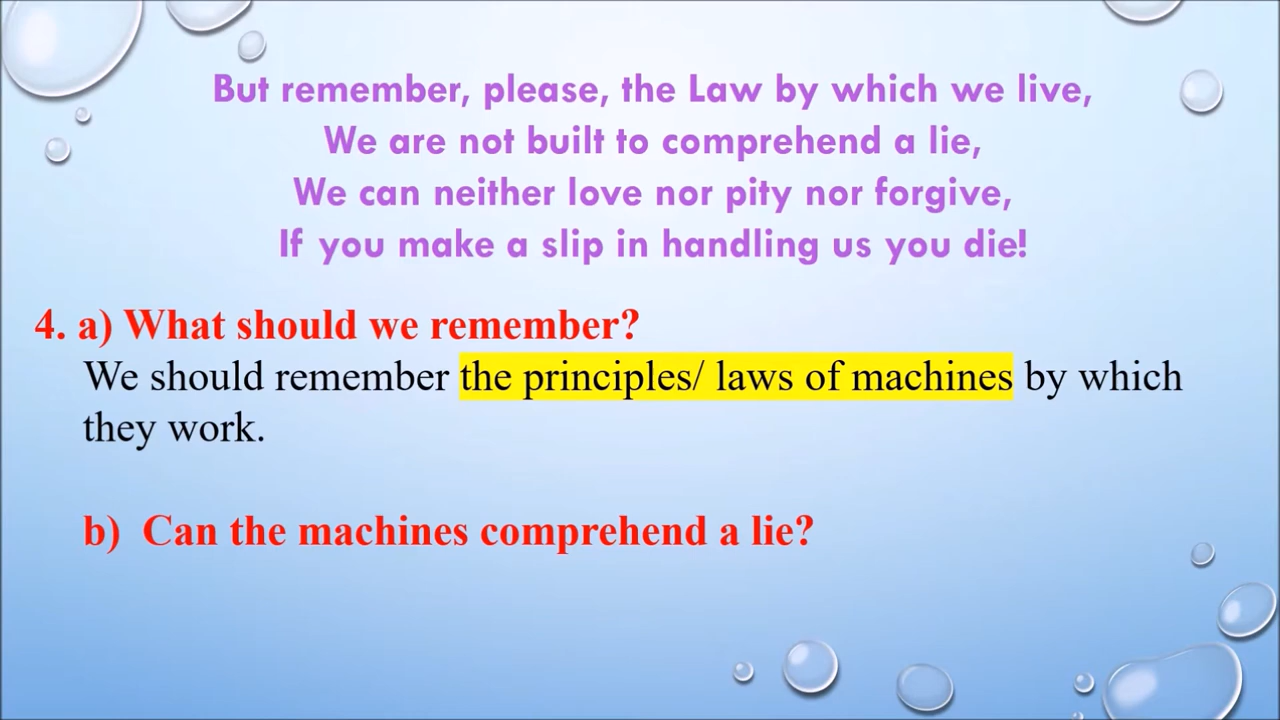 But remember, please, the Law by which we live,
We are not built to comprehend a lie,
We can neither love nor pity nor forgive,
If you make a slip in handling us you die!
4. a) What should we remember?
We should remember the principles/ laws of machines by which
they work.
b) Can the machines comprehend a lie?